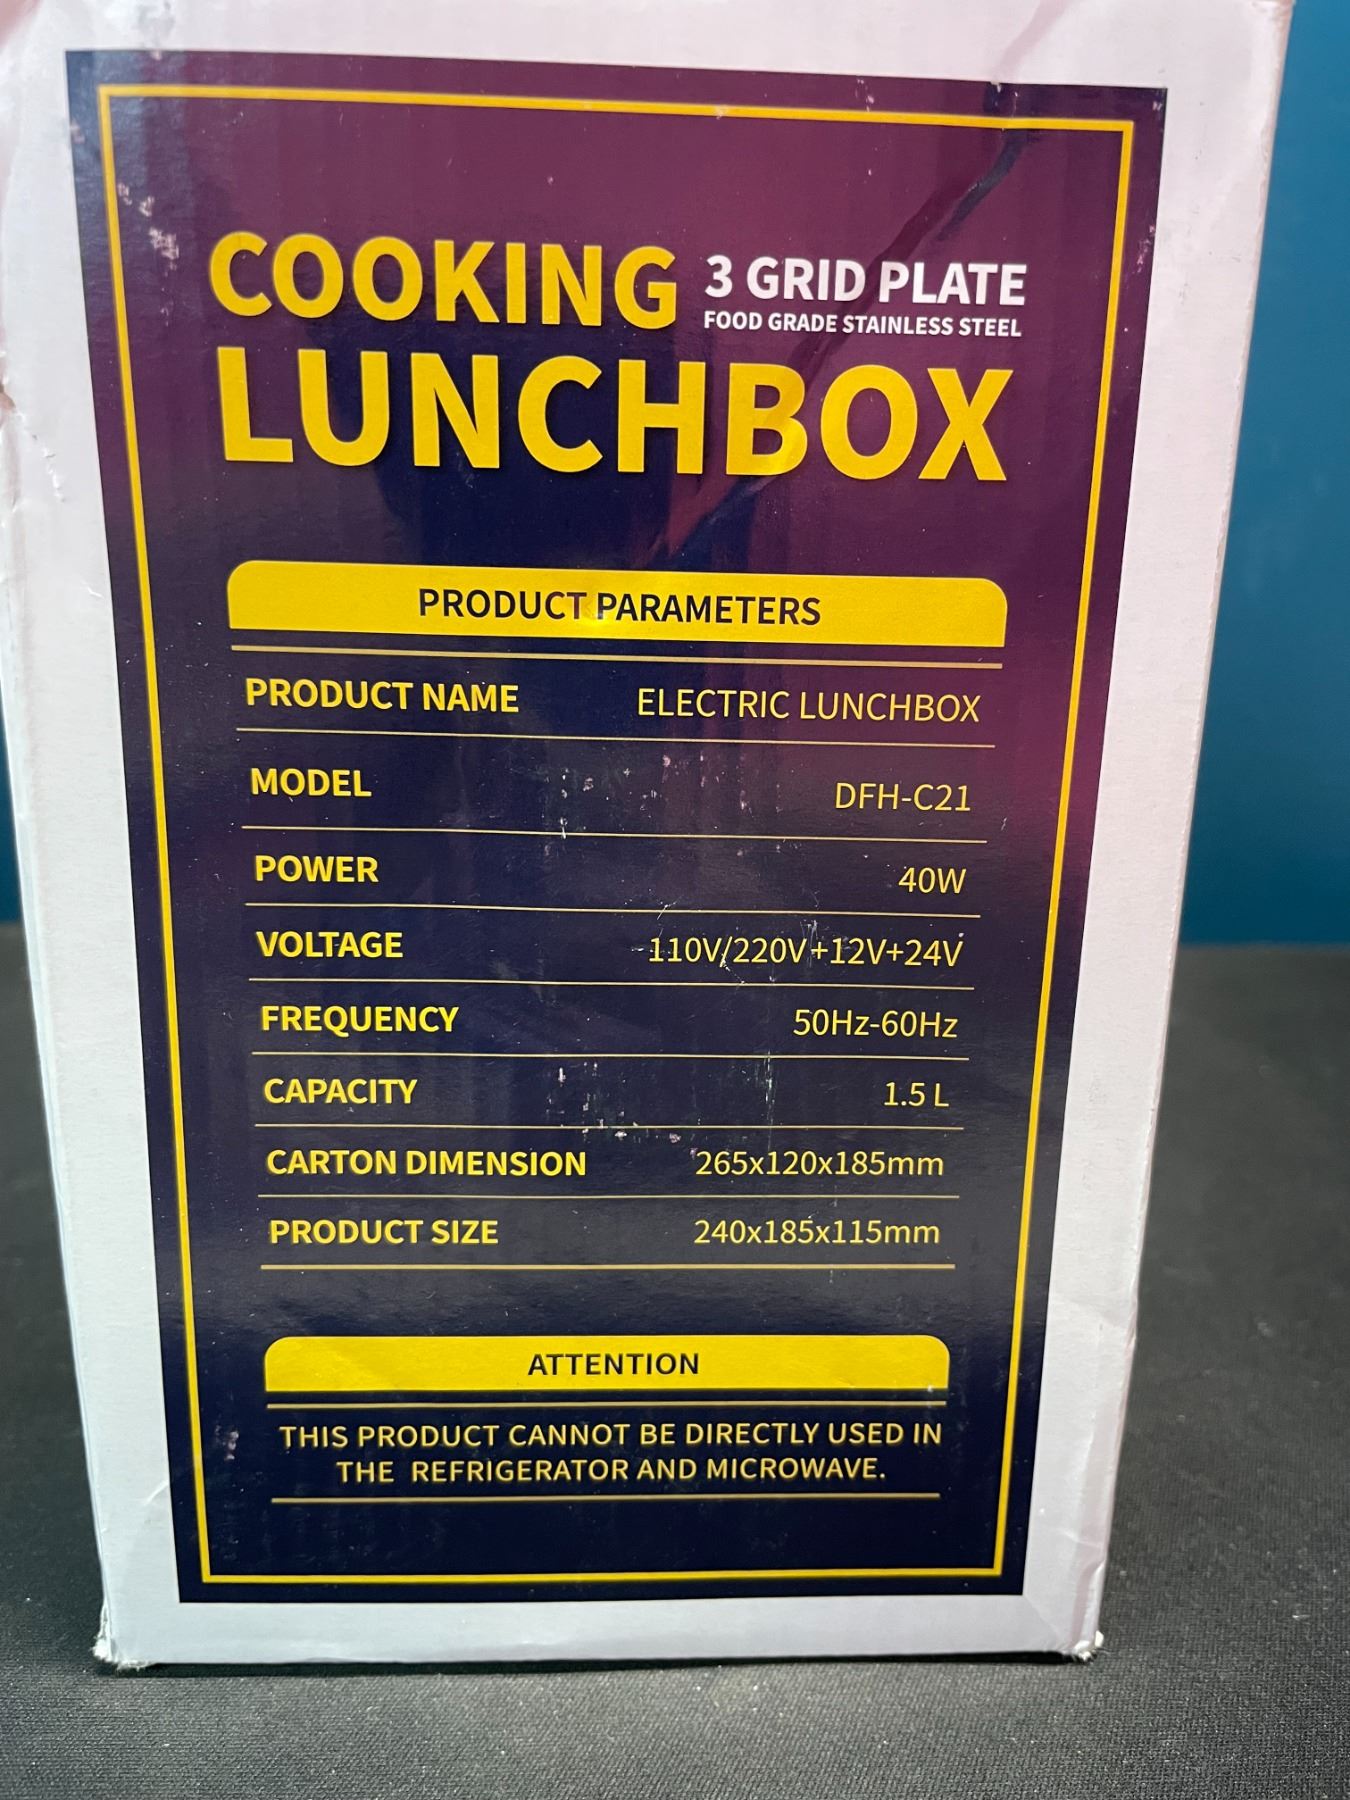 COOKING
3 GRID PLATE
FOOD GRADE STAINLESS STEEL
LUNCHBOX
PRODUCT PARAMETERS
PRODUCT NAME ELECTRIC LUNCHBOX
MODEL DFH-C21
POWER 40W
VOLTAGE 110V/220V+12V+24V
FREQUENCY 50Hz-60Hz
CAPACITY 1.5 L
CARTON DIMENSION 265x120x185mm
PRODUCT SIZE 240x185x115mm
ATTENTION
THIS PRODUCT CANNOT BE DIRECTLY USED IN
THE REFRIGERATOR AND MICROWAVE.